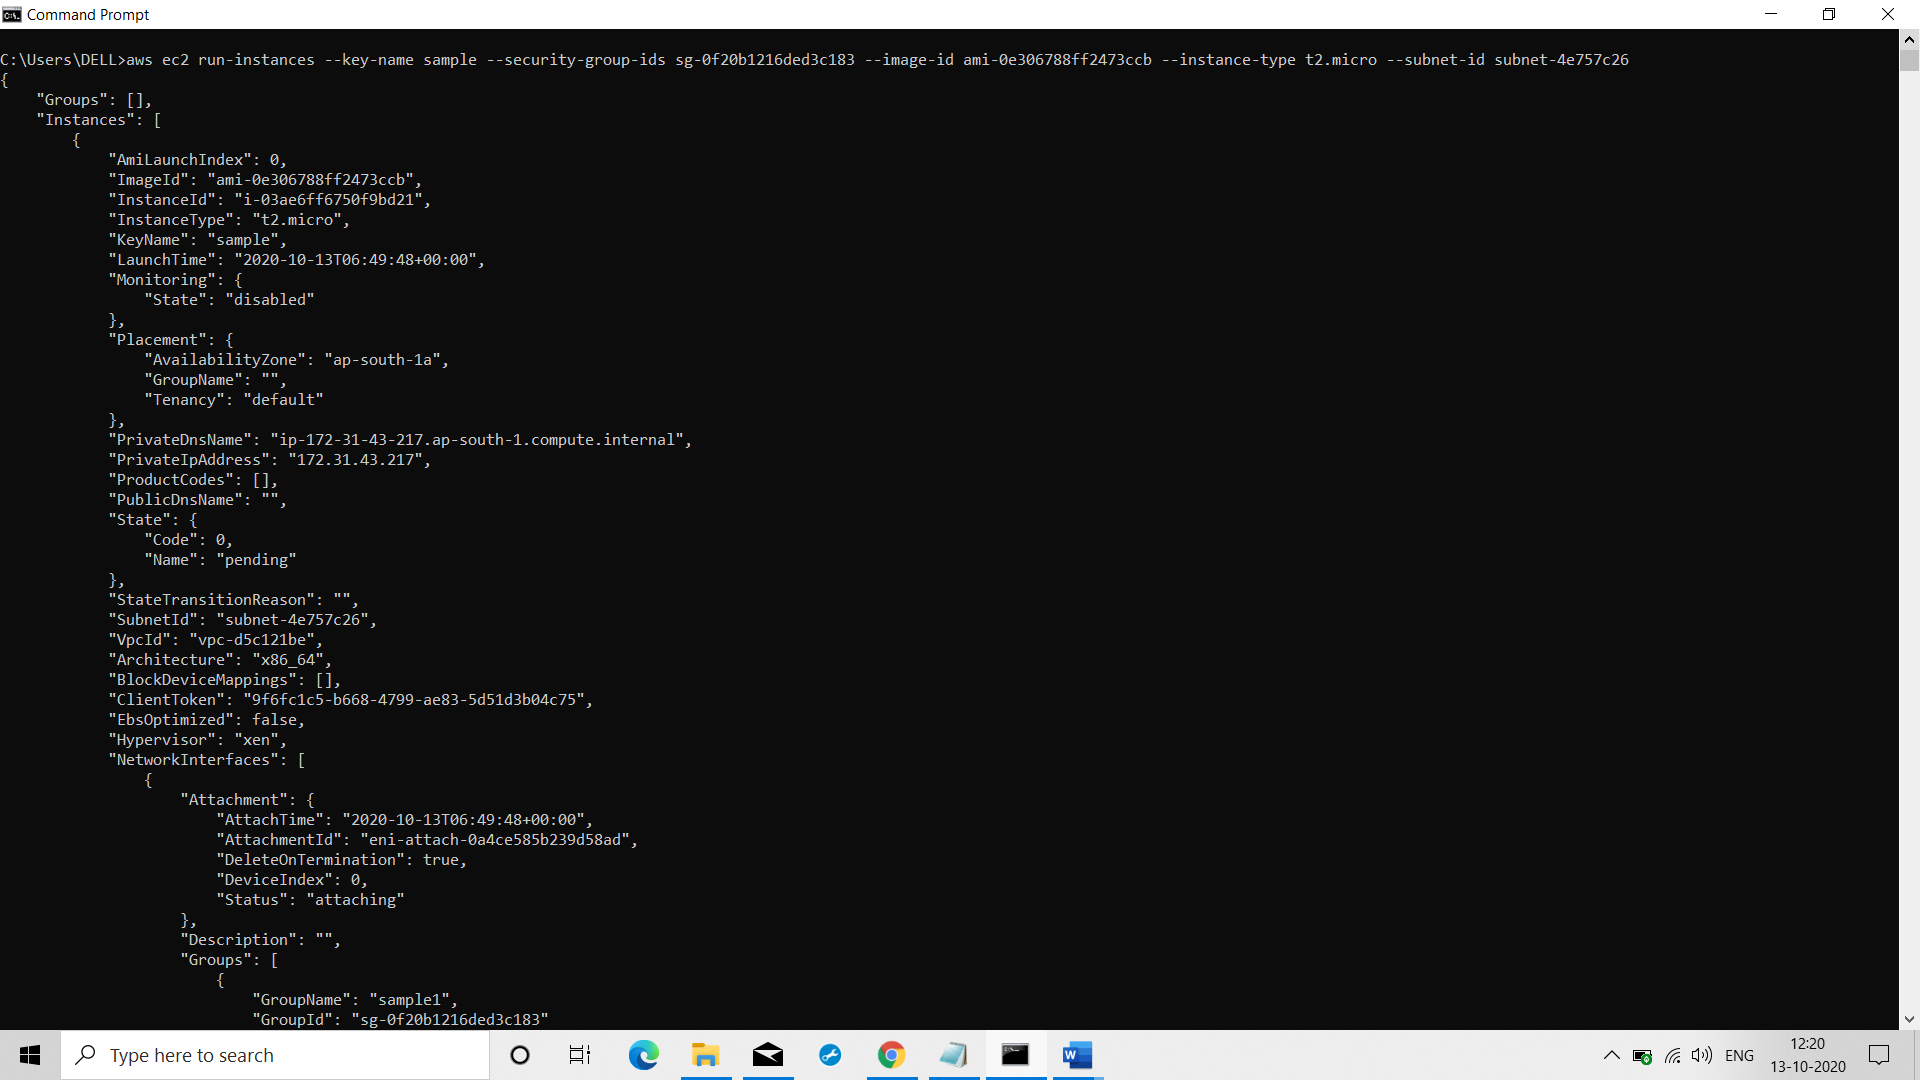 Command Prompt
C:\Users\DELL>aws ec2 run-instances --key-name sample --security-group-ids sg-0f20b1216ded3c183 --image-id ami-0e306788ff2473ccb --instance-type t2.micro --subnet-id subnet-4e757c26
{
    "Groups": [],
    "Instances": [
        {
            "AmiLaunchIndex": 0,
            "ImageId": "ami-0e306788ff2473ccb",
            "InstanceId": "i-03ae6ff6750f9bd21",
            "InstanceType": "t2.micro",
            "KeyName": "sample",
            "LaunchTime": "2020-10-13T06:49:48+00:00",
            "Monitoring": {
                "State": "disabled"
            },
            "Placement": {
                "AvailabilityZone": "ap-south-1a",
                "GroupName": "",
                "Tenancy": "default"
            },
            "PrivateDnsName": "ip-172-31-43-217.ap-south-1.compute.internal",
            "PrivateIpAddress": "172.31.43.217",
            "ProductCodes": [],
            "PublicDnsName": "",
            "State": {
                "Code": 0,
                "Name": "pending"
            },
            "StateTransitionReason": "",
            "SubnetId": "subnet-4e757c26",
            "VpcId": "vpc-d5c121be",
            "Architecture": "x86_64",
            "BlockDeviceMappings": [],
            "ClientToken": "9f6fc1c5-b668-4799-ae83-5d51d3b04c75",
            "EbsOptimized": false,
            "Hypervisor": "xen",
            "NetworkInterfaces": [
                {
                    "Attachment": {
                        "AttachTime": "2020-10-13T06:49:48+00:00",
                        "AttachmentId": "eni-attach-0a4ce585b239d58ad",
                        "DeleteOnTermination": true,
                        "DeviceIndex": 0,
                        "Status": "attaching"
                    },
                    "Description": "",
                    "Groups": [
                        {
                            "GroupName": "sample1",
                            "GroupId": "sg-0f20b1216ded3c183"
Type here to search
ENG
12:20
13-10-2020